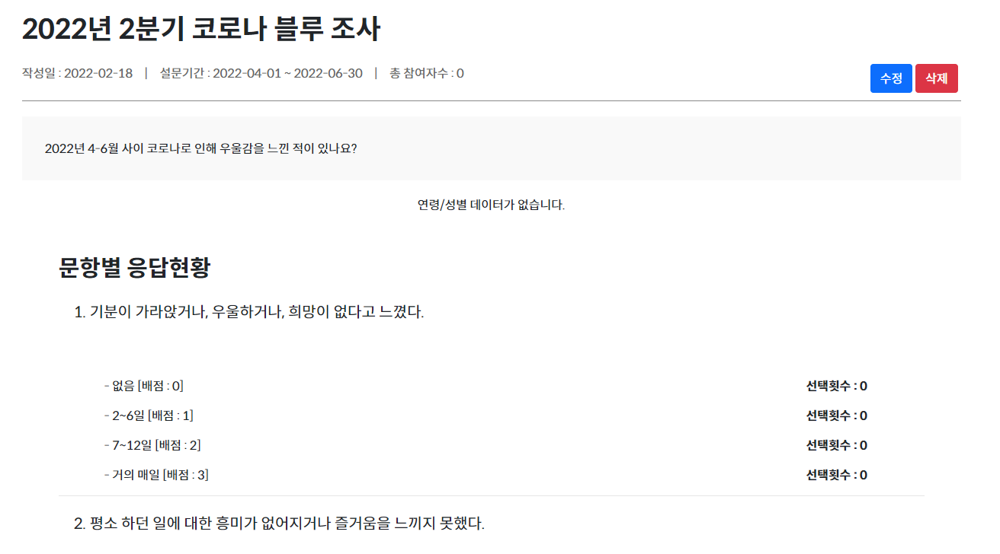 2022년 2분기 코로나 블루 조사
작성일 : 2022-02-18 | 설문기간 : 2022-04-01 ~ 2022-06-30 | 총 참여자수 : 0
수정 삭제
2022년 4-6월 사이 코로나로 인해 우울감을 느낀 적이 있나요?
연령/성별 데이터가 없습니다.
문항별 응답현황
1. 기분이 가라앉거나, 우울하거나, 희망이 없다고 느꼈다.
- 없음 [배점 : 0] 선택횟수 : 0
- 2~6일 [배점 : 1] 선택횟수 : 0
- 7~12일 [배점 : 2] 선택횟수 : 0
- 거의 매일 [배점 : 3] 선택횟수 : 0
2. 평소 하던 일에 대한 흥미가 없어지거나 즐거움을 느끼지 못했다.